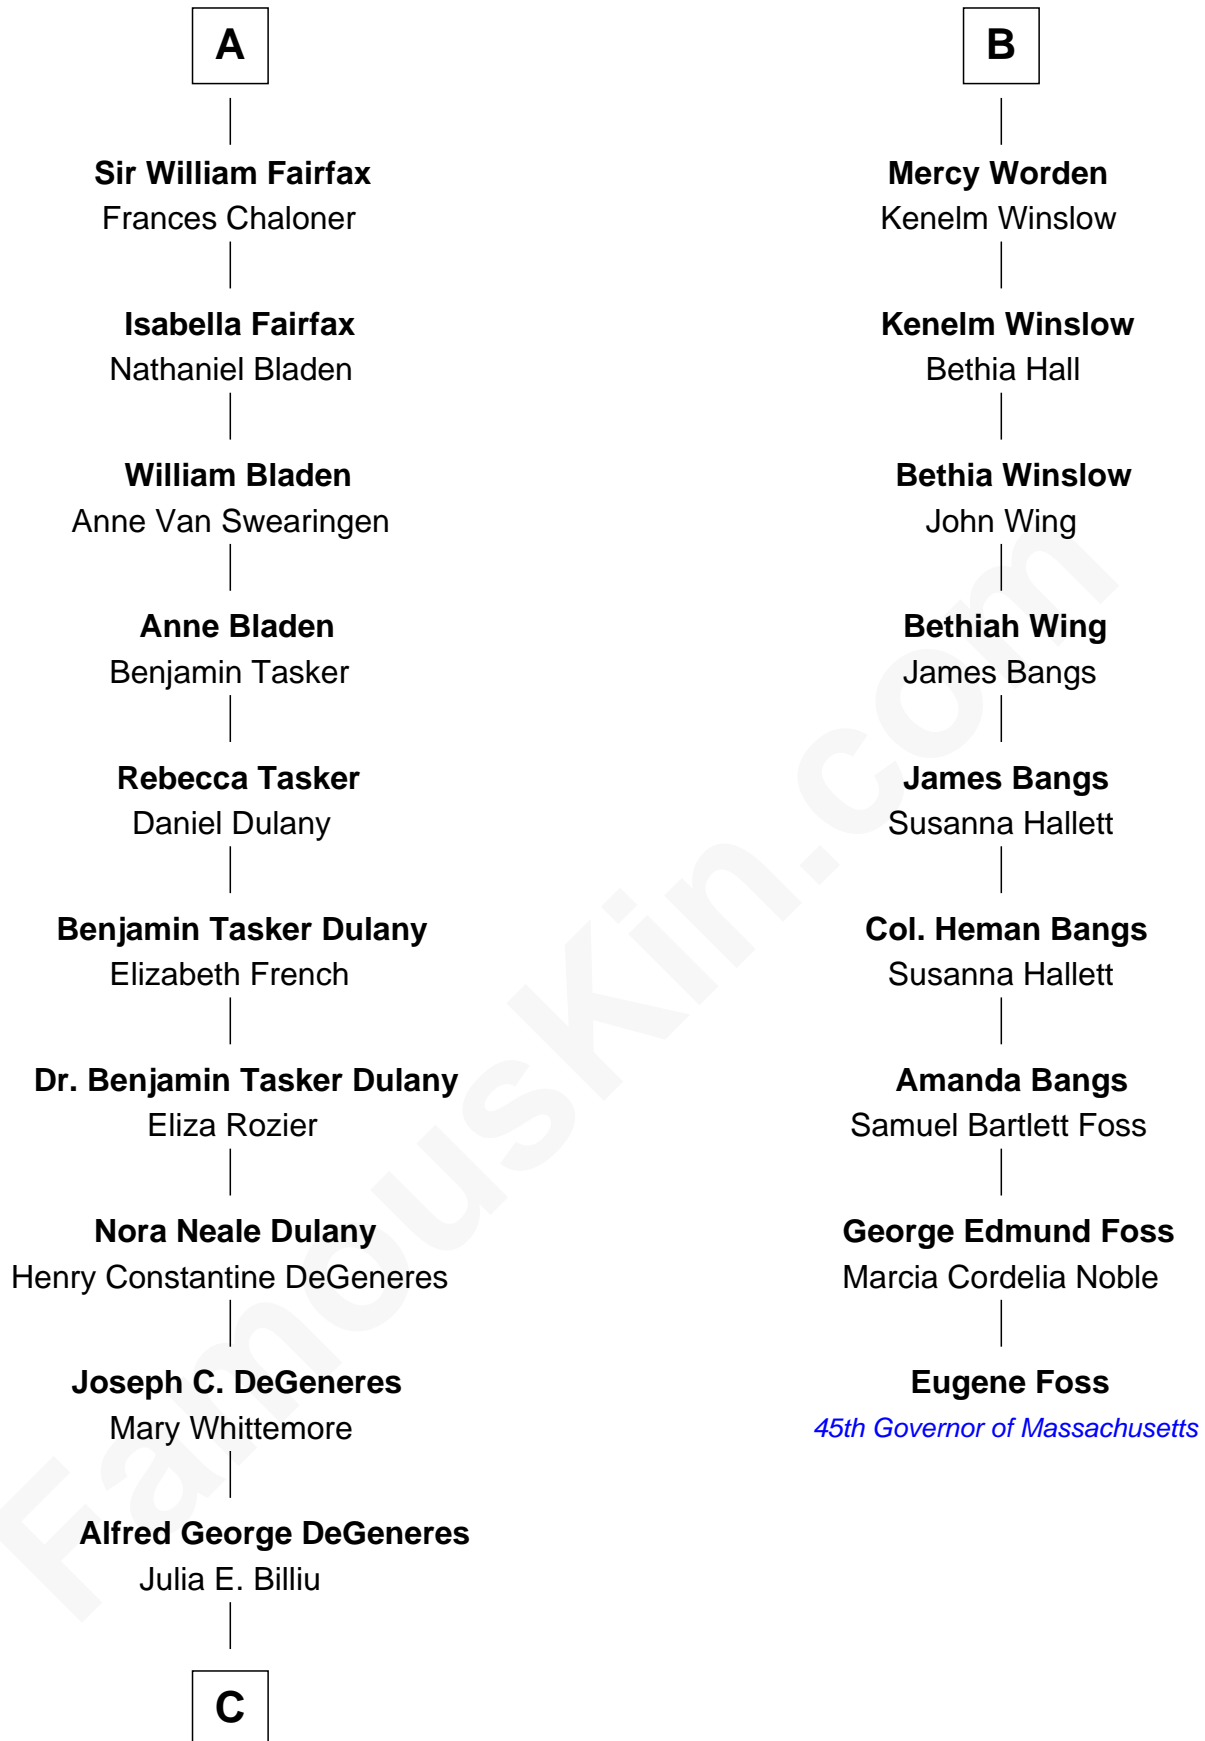 A
Sir William Fairfax
Frances Chaloner
Isabella Fairfax
Nathaniel Bladen
William Bladen
Anne Van Swearingen
Anne Bladen
Benjamin Tasker
Rebecca Tasker
Daniel Dulany
Benjamin Tasker Dulany
Elizabeth French
Dr. Benjamin Tasker Dulany
Eliza Rozier
Nora Neale Dulany
Henry Constantine DeGeneres
Joseph C. DeGeneres
Mary Whittemore
Alfred George DeGeneres
Julia E. Billiu
C
B
Mercy Worden
Kenelm Winslow
Kenelm Winslow
Bethia Hall
Bethia Winslow
John Wing
Bethiah Wing
James Bangs
James Bangs
Susanna Hallett
Col. Heman Bangs
Susanna Hallett
Amanda Bangs
Samuel Bartlett Foss
George Edmund Foss
Marcia Cordelia Noble
Eugene Foss
45th Governor of Massachusetts
FamousKin.com